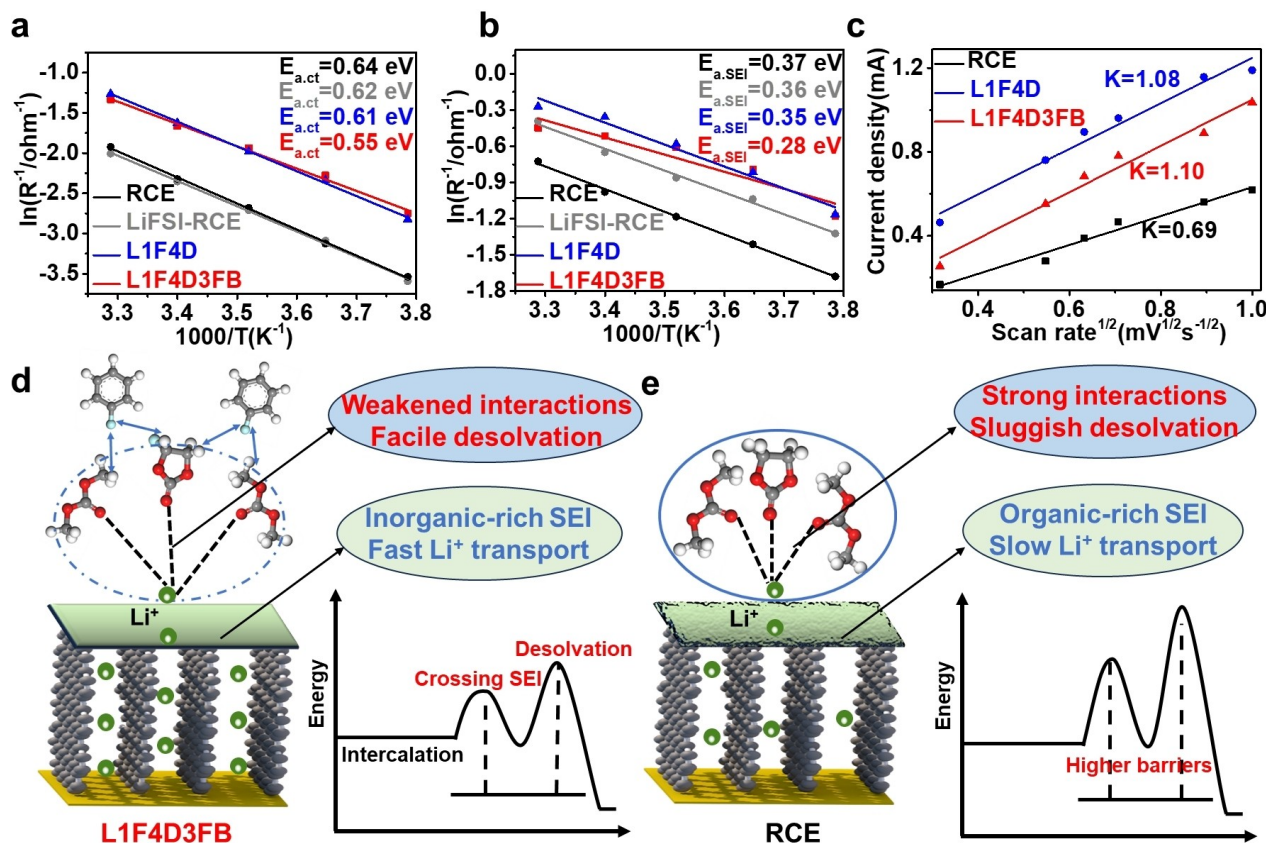 a
ln(R⁻¹/ohm⁻¹)
-1.0
-1.5
-2.0
-2.5
-3.0
-3.5
E a.ct=0.64 eV
E a.ct=0.62 eV
E a.ct=0.61 eV
E a.ct=0.55 eV
RCE
LiFSI-RCE
L1F4D
L1F4D3FB
3.3 3.4 3.5 3.6 3.7 3.8
1000/T(K⁻¹)
b
ln(R⁻¹/ohm⁻¹)
0.0
-0.3
-0.6
-0.9
-1.2
-1.5
-1.8
E a.SEI=0.37 eV
E a.SEI=0.36 eV
E a.SEI=0.35 eV
E a.SEI=0.28 eV
RCE
LiFSI-RCE
L1F4D
L1F4D3FB
3.3 3.4 3.5 3.6 3.7 3.8
1000/T(K⁻¹)
c
Current density(mA)
1.2
0.8
0.4
RCE
L1F4D
L1F4D3FB
K=1.08
K=1.10
K=0.69
0.4 0.6 0.8 1.0
Scan rate¹/²(mV¹/²s⁻¹/²)
d
Weakened interactions
Facile desolvation
Inorganic-rich SEI
Fast Li⁺ transport
Li⁺
Energy
Desolvation
Crossing SEI
Intercalation
L1F4D3FB
e
Strong interactions
Sluggish desolvation
Organic-rich SEI
Slow Li⁺ transport
Li⁺
Energy
Higher barriers
RCE